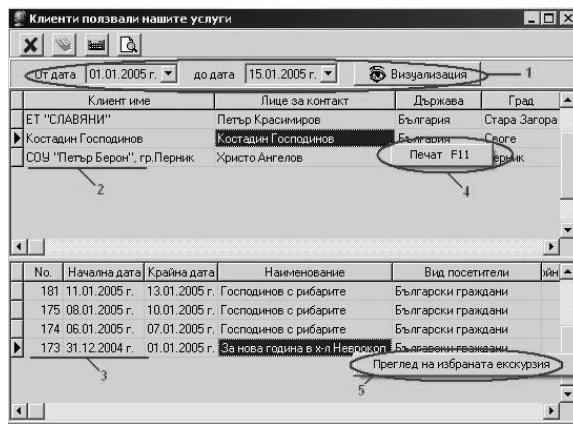 Клиенти ползвали нашите услуги
От дата 01.01.2005 г. до дата 15.01.2005 г. Визуализация 1
Клиент име Лице за контакт Държава Град
ЕТ "СЛАВЯНИ" Петър Красимиров България Стара Загора
Костадин Господинов Костадин Господинов България Своге
СОУ "Петър Берон", гр.Перник Христо Ангелов Печат F11
2 4
No. Начална дата Крайна дата Наименование Вид посетители
181 11.01.2005 г. 13.01.2005 г. Господинов с рибарите Български граждани
175 08.01.2005 г. 10.01.2005 г. Господинов с рибарите Български граждани
174 06.01.2005 г. 07.01.2005 г. Господинов с рибарите Български граждани
173 31.12.2004 г. 01.01.2005 г. За нова година в х-л Неврокоп Български граждани
Преглед на избраната екскурзия
3 5